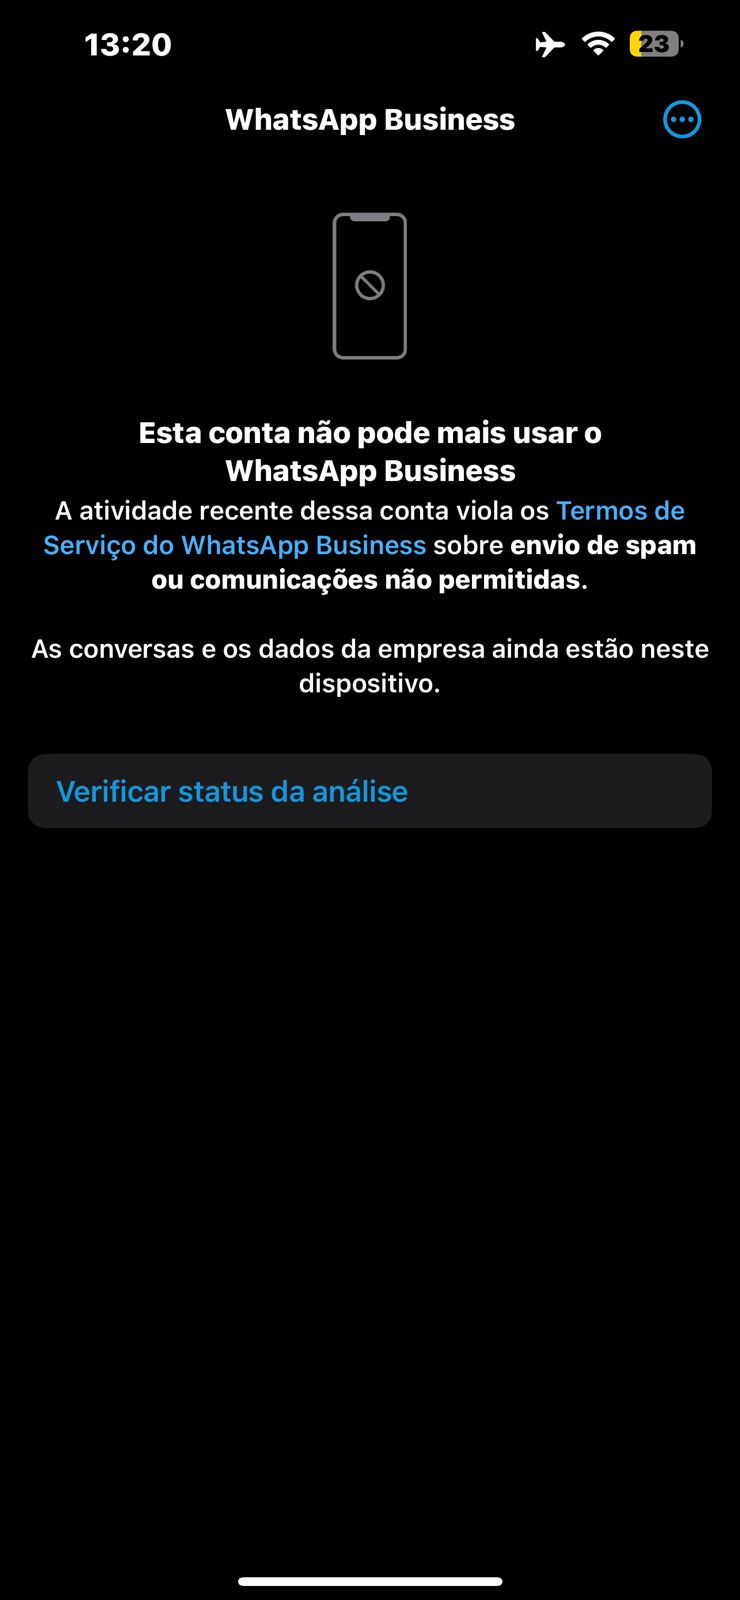 13:20
23
WhatsApp Business
Esta conta não pode mais usar o
WhatsApp Business
A atividade recente dessa conta viola os Termos de
Serviço do WhatsApp Business sobre envio de spam
ou comunicações não permitidas.
As conversas e os dados da empresa ainda estão neste
dispositivo.
Verificar status da análise